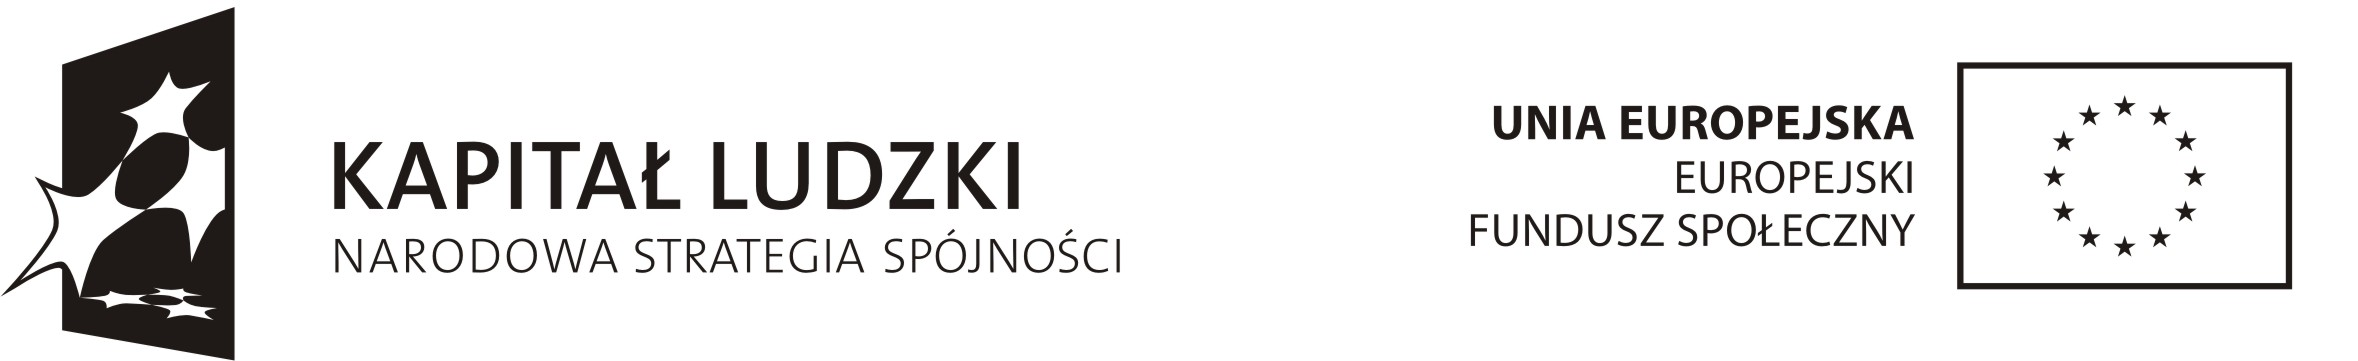 KAPITAŁ LUDZKI
NARODOWA STRATEGIA SPÓJNOŚCI
UNIA EUROPEJSKA
EUROPEJSKI
FUNDUSZ SPOŁECZNY